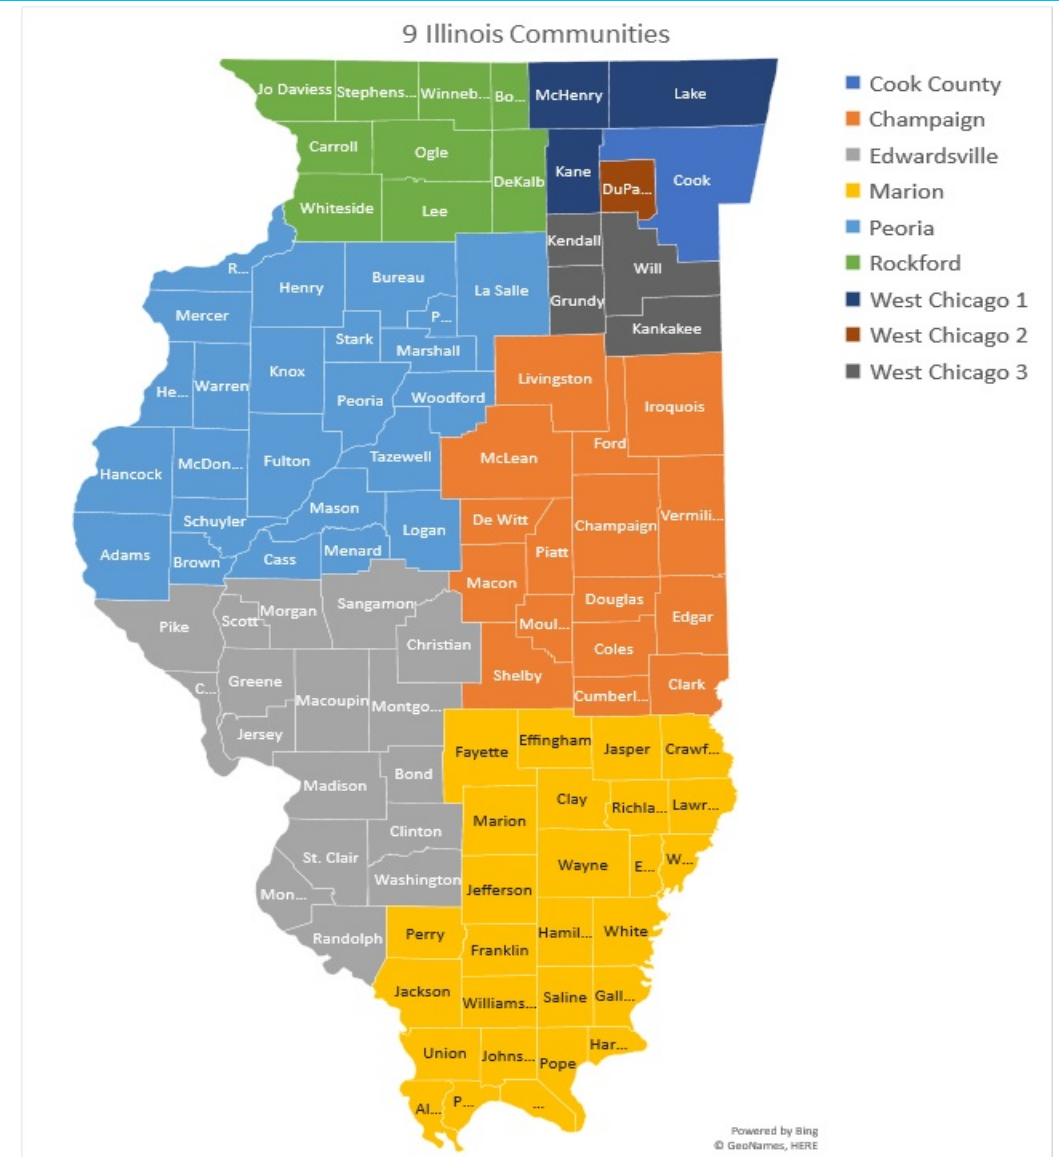 9 Illinois Communities
Cook County
Champaign
Edwardsville
Marion
Peoria
Rockford
West Chicago 1
West Chicago 2
West Chicago 3
Jo Daviess Stephens... Winneb... Bo... McHenry Lake
Carroll Ogle DeKalb Kane DuPa... Cook
Whiteside Lee
Kendall Will
R... Henry Bureau La Salle Grundy
Mercer P... Kankakee
Stark Marshall
He... Warren Knox Peoria Woodford Livingston Iroquois
Ford
Hancock McDon... Fulton Tazewell McLean
Schuyler Mason Logan De Witt Champaign Vermili...
Adams Brown Cass Menard Piatt
Macon
Pike Scott Morgan Sangamon Moul... Douglas Edgar
Christian Coles
C... Greene Macoupin Montgo... Shelby Cumberl... Clark
Jersey Fayette Effingham Jasper Crawf...
Madison Bond Clay Richla... Lawr...
St. Clair Clinton Marion
Wayne E... W...
Mon... Washington Jefferson
Randolph Perry Franklin Hamil... White
Jackson Williams... Saline Gall...
Union Johns... Pope Har...
Al... P... ...
Powered by Bing
© GeoNames, HERE